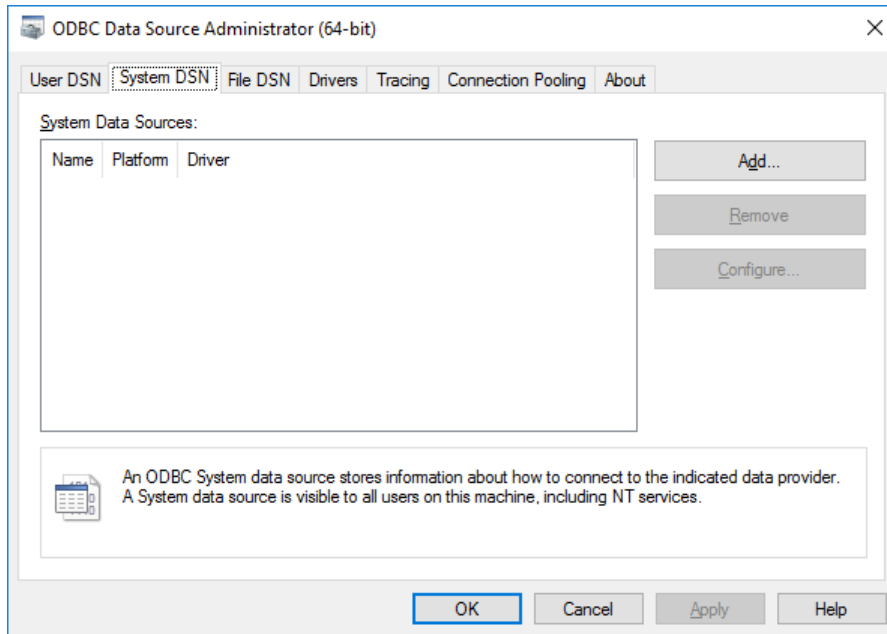 ODBC Data Source Administrator (64-bit)
User DSN System DSN File DSN Drivers Tracing Connection Pooling About
System Data Sources:
Name Platform Driver
Add...
Remove
Configure...
An ODBC System data source stores information about how to connect to the indicated data provider.
A System data source is visible to all users on this machine, including NT services.
OK Cancel Apply Help